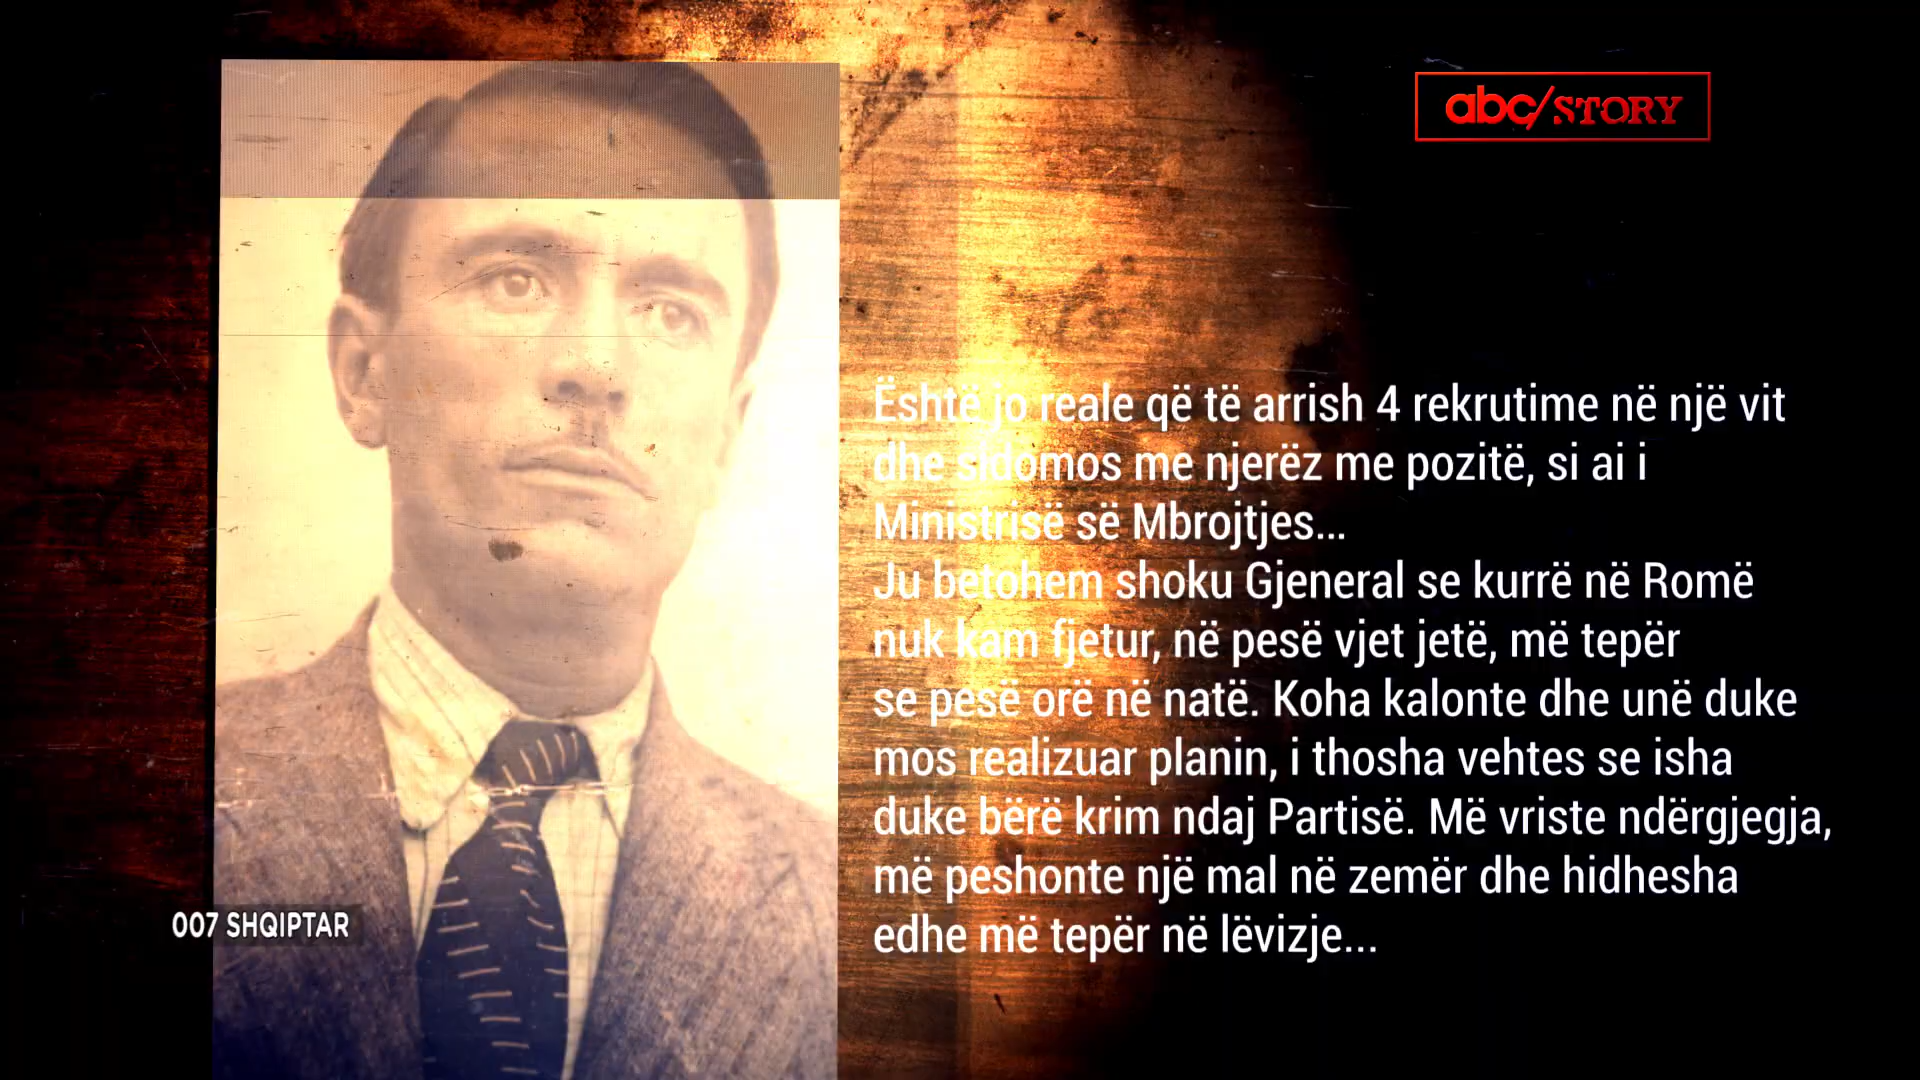 abc/STORY
Është jo reale që të arrish 4 rekrutime në një vit
dhe sidomos me njerëz me pozitë, si ai i
Ministrisë së Mbrojtjes...
Ju betohem shoku Gjeneral se kurrë në Romë
nuk kam fjetur, në pesë vjet jetë, më tepër
se pesë orë në natë. Koha kalonte dhe unë duke
mos realizuar planin, i thosha vehtes se isha
duke bërë krim ndaj Partisë. Më vriste ndërgjegja,
më peshonte një mal në zemër dhe hidhesha
edhe më tepër në lëvizje...
007 SHQIPTAR